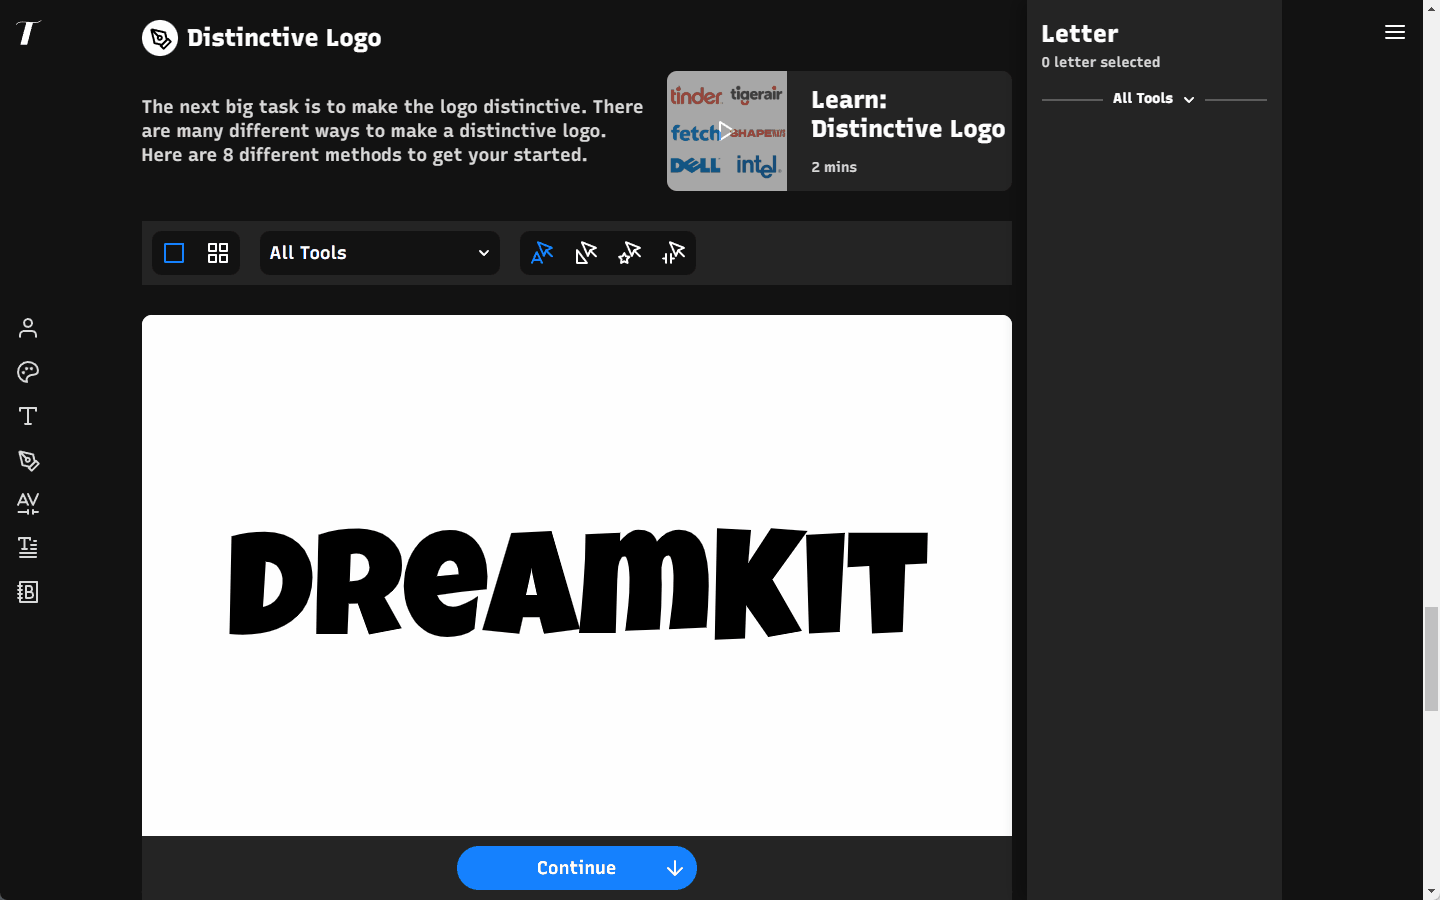 T
Distinctive Logo
The next big task is to make the logo distinctive. There
are many different ways to make a distinctive logo.
Here are 8 different methods to get your started.
tinder tigerair
fetch SHAPE
DELL intel
Learn:
Distinctive Logo
2 mins
All Tools
DreamKit
Continue
Letter
0 letter selected
All Tools